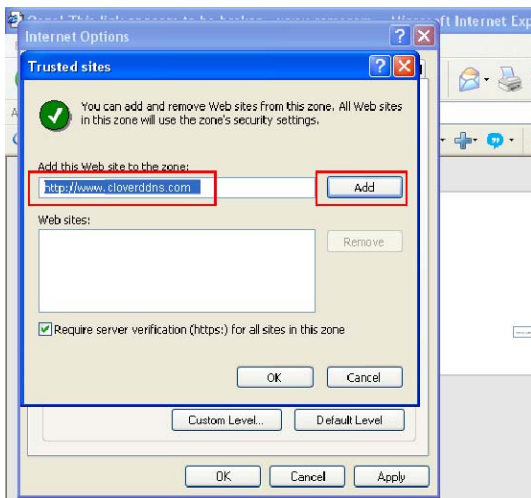 Internet Options
Trusted sites
You can add and remove Web sites from this zone. All Web sites
in this zone will use the zone's security settings.
Add this Web site to the zone:
http://www.cloverddns.com
Add
Web sites:
Remove
Require server verification (https:) for all sites in this zone
OK
Cancel
Custom Level...
Default Level
OK
Cancel
Apply